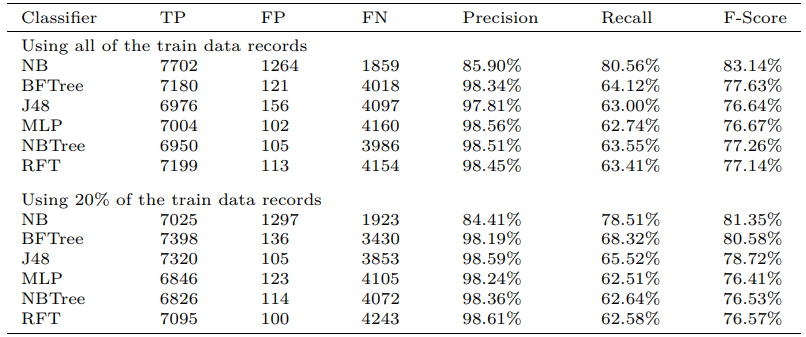 Classifier TP FP FN Precision Recall F-Score
Using all of the train data records
NB 7702 1264 1859 85.90% 80.56% 83.14%
BFTree 7180 121 4018 98.34% 64.12% 77.63%
J48 6976 156 4097 97.81% 63.00% 76.64%
MLP 7004 102 4160 98.56% 62.74% 76.67%
NBTree 6950 105 3986 98.51% 63.55% 77.26%
RFT 7199 113 4154 98.45% 63.41% 77.14%
Using 20% of the train data records
NB 7025 1297 1923 84.41% 78.51% 81.35%
BFTree 7398 136 3430 98.19% 68.32% 80.58%
J48 7320 105 3853 98.59% 65.52% 78.72%
MLP 6846 123 4105 98.24% 62.51% 76.41%
NBTree 6826 114 4072 98.36% 62.64% 76.53%
RFT 7095 100 4243 98.61% 62.58% 76.57%